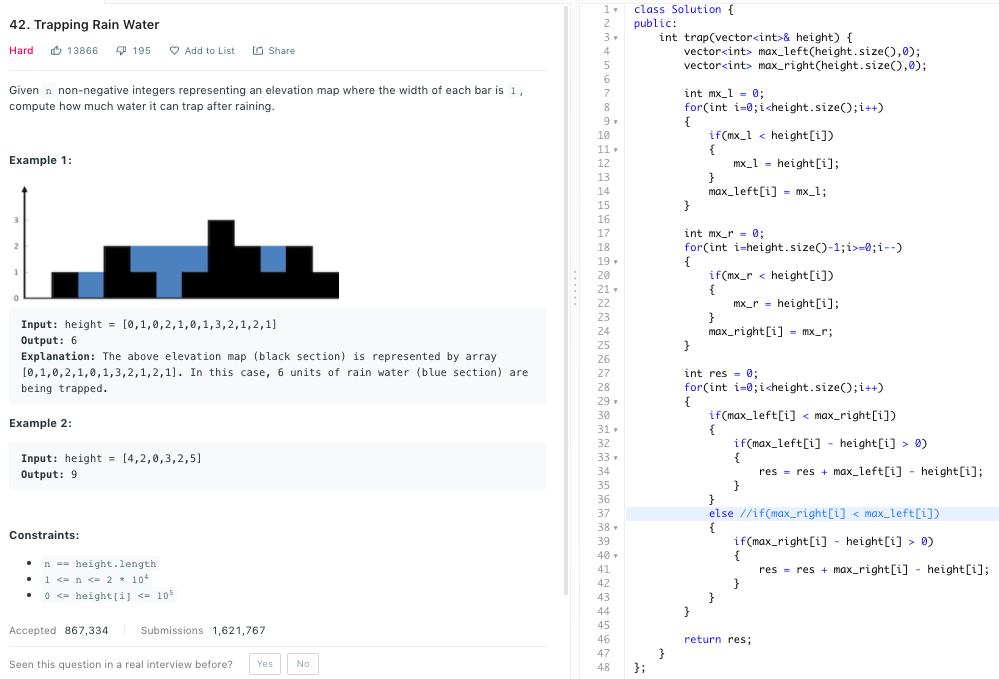 42. Trapping Rain Water
Hard 13866 195 Add to List Share
Given n non-negative integers representing an elevation map where the width of each bar is 1 ,
compute how much water it can trap after raining.
Example 1:
3
2
1
0
Input: height = [0,1,0,2,1,0,1,3,2,1,2,1]
Output: 6
Explanation: The above elevation map (black section) is represented by array
[0,1,0,2,1,0,1,3,2,1,2,1]. In this case, 6 units of rain water (blue section) are
being trapped.
Example 2:
Input: height = [4,2,0,3,2,5]
Output: 9
Constraints:
• n == height.length
• 1 <= n <= 2 * 10⁴
• 0 <= height[i] <= 10⁵
Accepted 867,334 Submissions 1,621,767
Seen this question in a real interview before? Yes No
1 class Solution {
2 public:
3     int trap(vector<int>& height) {
4         vector<int> max_left(height.size(),0);
5         vector<int> max_right(height.size(),0);
6
7         int mx_l = 0;
8         for(int i=0;i<height.size();i++)
9         {
10             if(mx_l < height[i])
11             {
12                 mx_l = height[i];
13             }
14             max_left[i] = mx_l;
15         }
16
17         int mx_r = 0;
18         for(int i=height.size()-1;i>=0;i--)
19         {
20             if(mx_r < height[i])
21             {
22                 mx_r = height[i];
23             }
24             max_right[i] = mx_r;
25         }
26
27         int res = 0;
28         for(int i=0;i<height.size();i++)
29         {
30             if(max_left[i] < max_right[i])
31             {
32                 if(max_left[i] - height[i] > 0)
33                 {
34                     res = res + max_left[i] - height[i];
35                 }
36             }
37             else //if(max_right[i] < max_left[i])
38             {
39                 if(max_right[i] - height[i] > 0)
40                 {
41                     res = res + max_right[i] - height[i];
42                 }
43             }
44         }
45
46         return res;
47     }
48 };